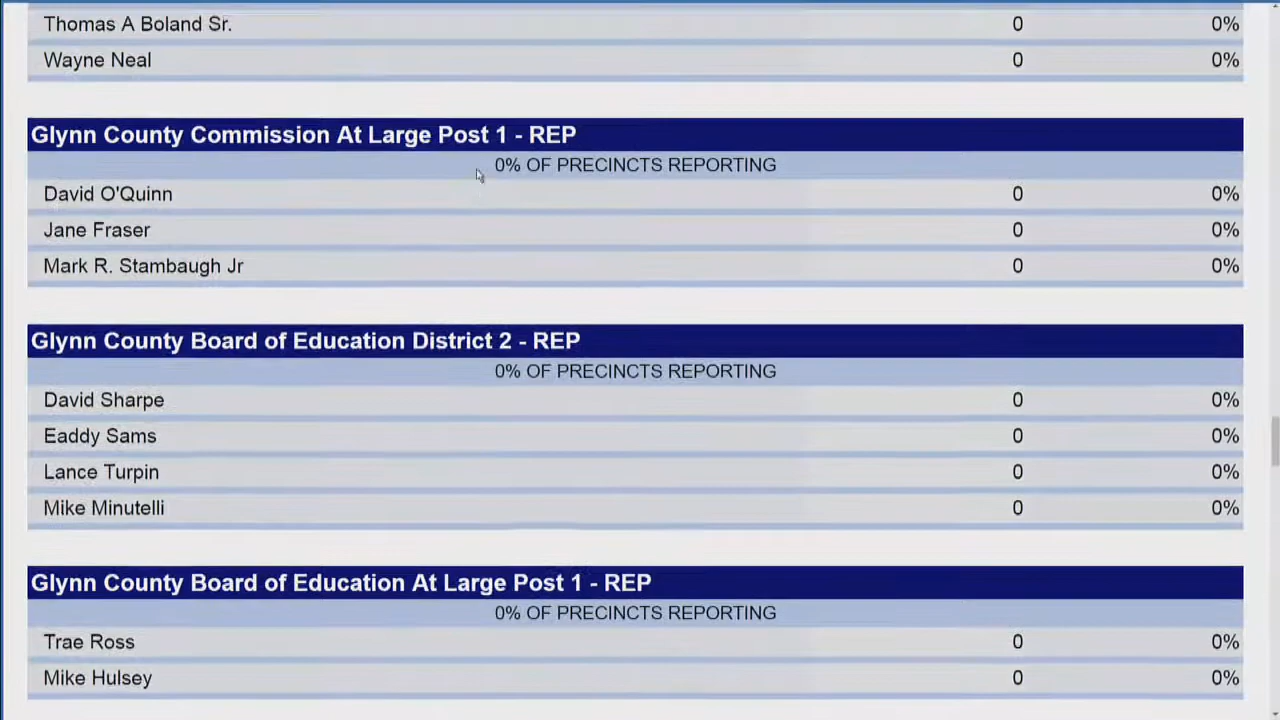 Thomas A Boland Sr. 0 0%
Wayne Neal 0 0%
Glynn County Commission At Large Post 1 - REP
0% OF PRECINCTS REPORTING
David O'Quinn 0 0%
Jane Fraser 0 0%
Mark R. Stambaugh Jr 0 0%
Glynn County Board of Education District 2 - REP
0% OF PRECINCTS REPORTING
David Sharpe 0 0%
Eaddy Sams 0 0%
Lance Turpin 0 0%
Mike Minutelli 0 0%
Glynn County Board of Education At Large Post 1 - REP
0% OF PRECINCTS REPORTING
Trae Ross 0 0%
Mike Hulsey 0 0%